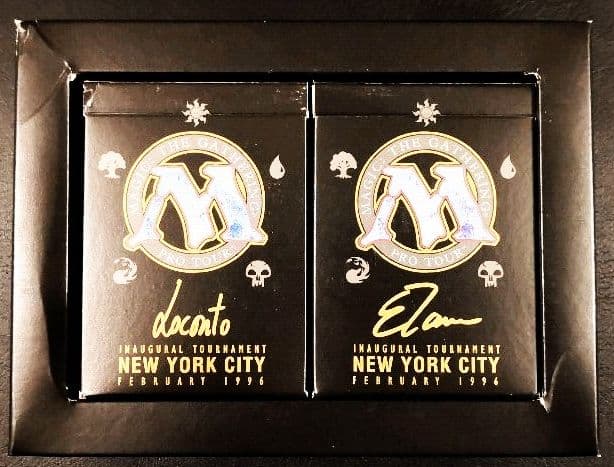 MAGIC THE GATHERING
M
PRO TOUR
Loconto
INAUGURAL TOURNAMENT
NEW YORK CITY
FEBRUARY 1996
MAGIC THE GATHERING
M
PRO TOUR
INAUGURAL TOURNAMENT
NEW YORK CITY
FEBRUARY 1996